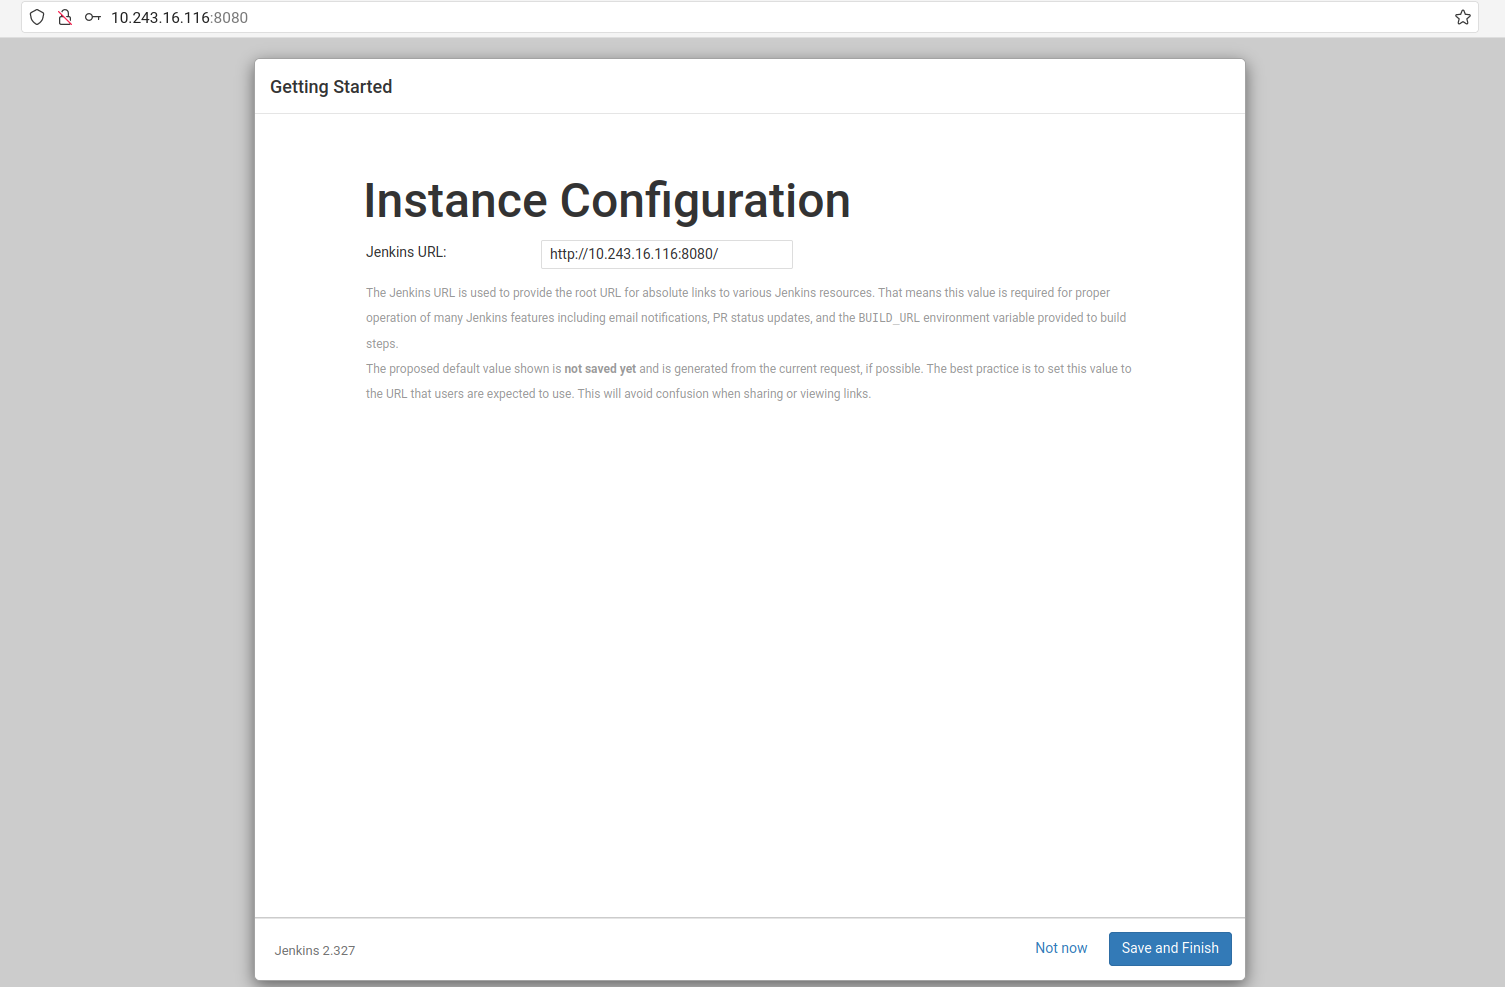 10.243.16.116:8080
Getting Started
Instance Configuration
Jenkins URL:
http://10.243.16.116:8080/
The Jenkins URL is used to provide the root URL for absolute links to various Jenkins resources. That means this value is required for proper
operation of many Jenkins features including email notifications, PR status updates, and the BUILD_URL environment variable provided to build
steps.
The proposed default value shown is not saved yet and is generated from the current request, if possible. The best practice is to set this value to
the URL that users are expected to use. This will avoid confusion when sharing or viewing links.
Jenkins 2.327
Not now
Save and Finish